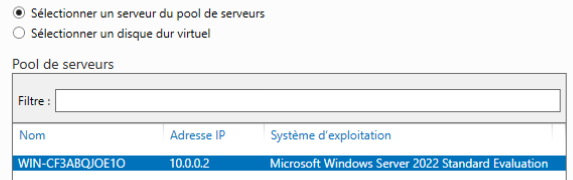 Sélectionner un serveur du pool de serveurs
Sélectionner un disque dur virtuel
Pool de serveurs
Filtre :
Nom Adresse IP Système d'exploitation
WIN-CF3ABQJOE1O 10.0.0.2 Microsoft Windows Server 2022 Standard Evaluation